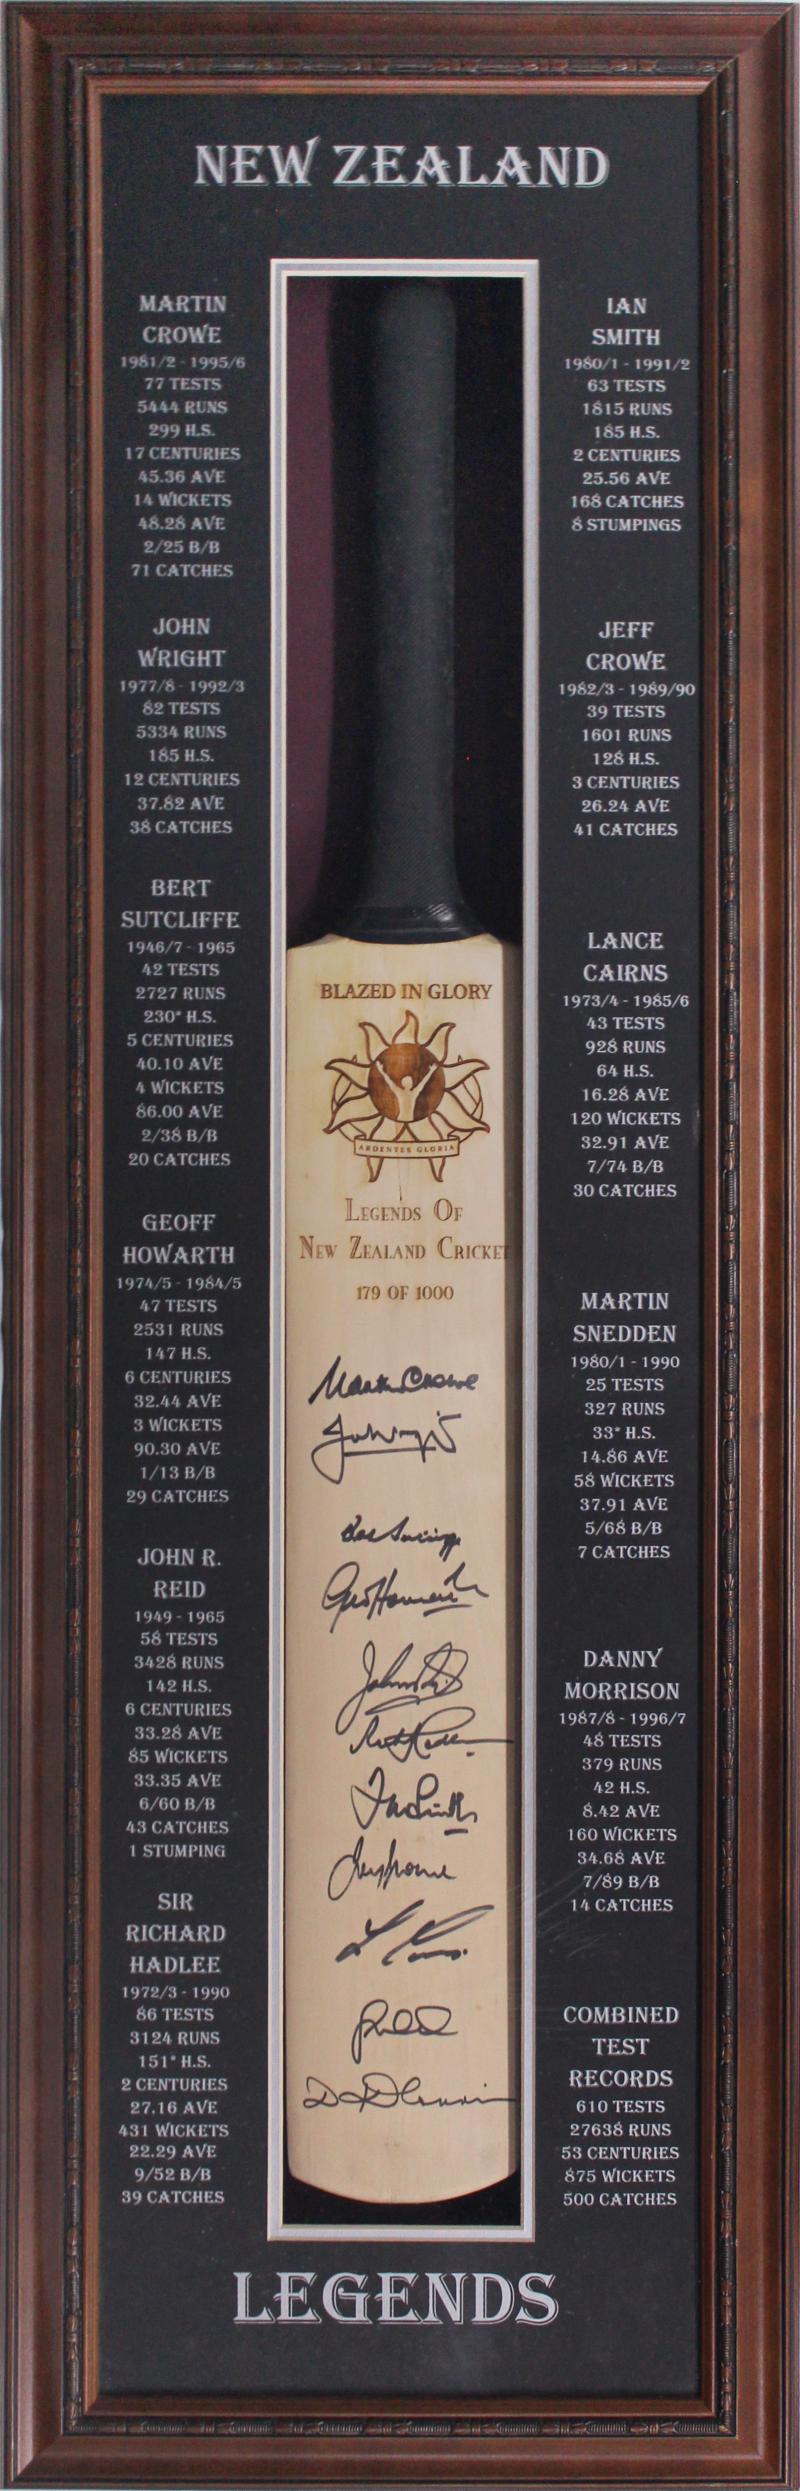 NEW ZEALAND
MARTIN
CROWE
1981/2 - 1995/6
77 TESTS
5444 RUNS
299 H.S.
17 CENTURIES
45.36 AVE
14 WICKETS
48.28 AVE
2/25 B/B
71 CATCHES
JOHN
WRIGHT
1977/8 - 1992/3
82 TESTS
5334 RUNS
185 H.S.
12 CENTURIES
37.82 AVE
38 CATCHES
BERT
SUTCLIFFE
1946/7 - 1965
42 TESTS
2727 RUNS
230* H.S.
5 CENTURIES
40.10 AVE
4 WICKETS
86.00 AVE
2/38 B/B
20 CATCHES
GEOFF
HOWARTH
1974/5 - 1984/5
47 TESTS
2531 RUNS
147 H.S.
6 CENTURIES
32.44 AVE
3 WICKETS
90.30 AVE
1/13 B/B
29 CATCHES
JOHN R.
REID
1949 - 1965
58 TESTS
3428 RUNS
142 H.S.
6 CENTURIES
33.28 AVE
85 WICKETS
33.35 AVE
6/60 B/B
43 CATCHES
1 STUMPING
SIR
RICHARD
HADLEE
1972/3 - 1990
86 TESTS
3124 RUNS
151* H.S.
2 CENTURIES
27.16 AVE
431 WICKETS
22.29 AVE
9/52 B/B
39 CATCHES
BLAZED IN GLORY
ARDENTES GLORIA
LEGENDS OF
NEW ZEALAND CRICKET
179 OF 1000
Martin Crowe
IAN
SMITH
1980/1 - 1991/2
63 TESTS
1815 RUNS
185 H.S.
2 CENTURIES
25.56 AVE
168 CATCHES
8 STUMPINGS
JEFF
CROWE
1982/3 - 1989/90
39 TESTS
1601 RUNS
128 H.S.
3 CENTURIES
26.24 AVE
41 CATCHES
LANCE
CAIRNS
1973/4 - 1985/6
43 TESTS
928 RUNS
64 H.S.
16.28 AVE
120 WICKETS
32.91 AVE
7/74 B/B
30 CATCHES
MARTIN
SNEDDEN
1980/1 - 1990
25 TESTS
327 RUNS
33* H.S.
14.86 AVE
58 WICKETS
37.91 AVE
5/68 B/B
7 CATCHES
DANNY
MORRISON
1987/8 - 1996/7
48 TESTS
379 RUNS
42 H.S.
8.42 AVE
160 WICKETS
34.68 AVE
7/89 B/B
14 CATCHES
COMBINED
TEST
RECORDS
610 TESTS
27638 RUNS
53 CENTURIES
875 WICKETS
500 CATCHES
LEGENDS